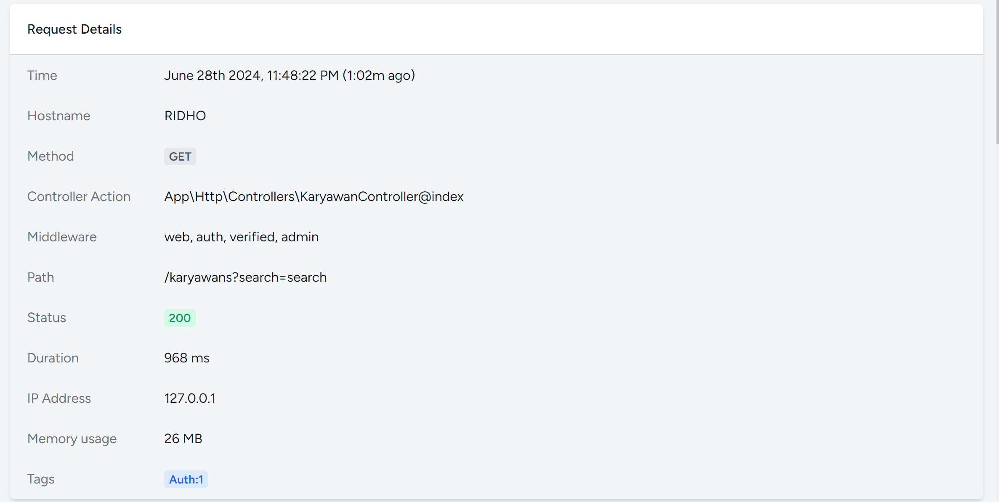 Request Details
Time June 28th 2024, 11:48:22 PM (1:02m ago)
Hostname RIDHO
Method GET
Controller Action App\Http\Controllers\KaryawanController@index
Middleware web, auth, verified, admin
Path /karyawans?search=search
Status 200
Duration 968 ms
IP Address 127.0.0.1
Memory usage 26 MB
Tags Auth:1